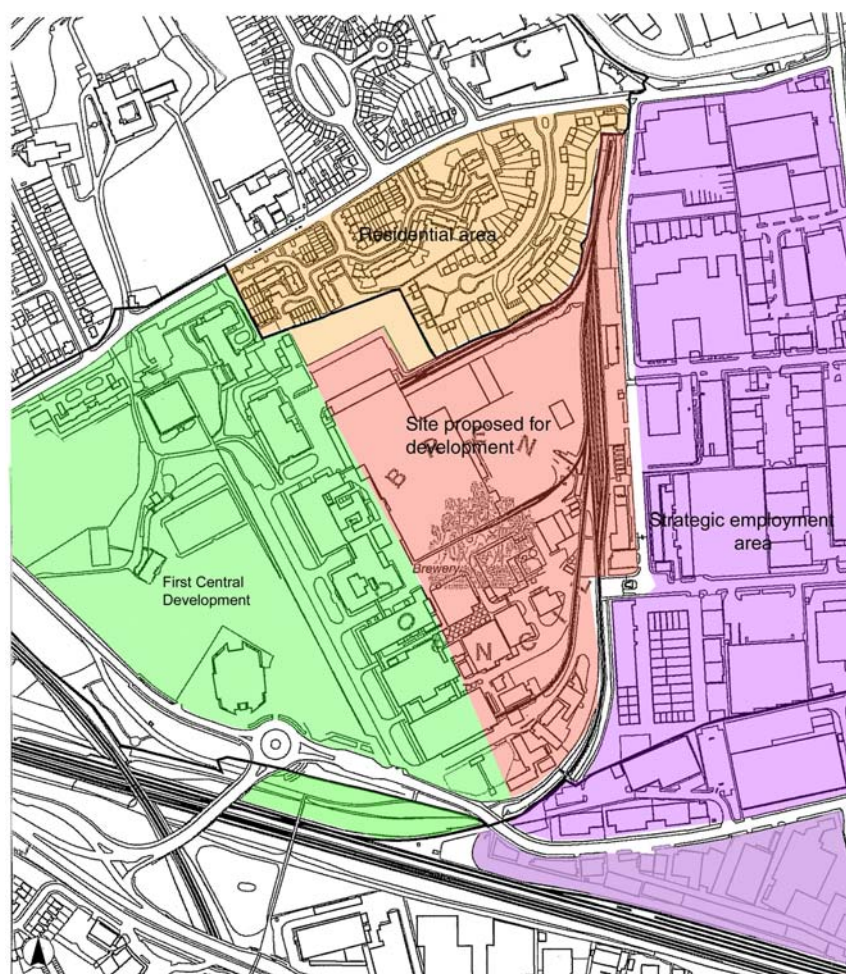 I N C
Residential area
Site proposed for
development
B R E N
Strategic employment
area
Brewery
First Central
Development
N C I L